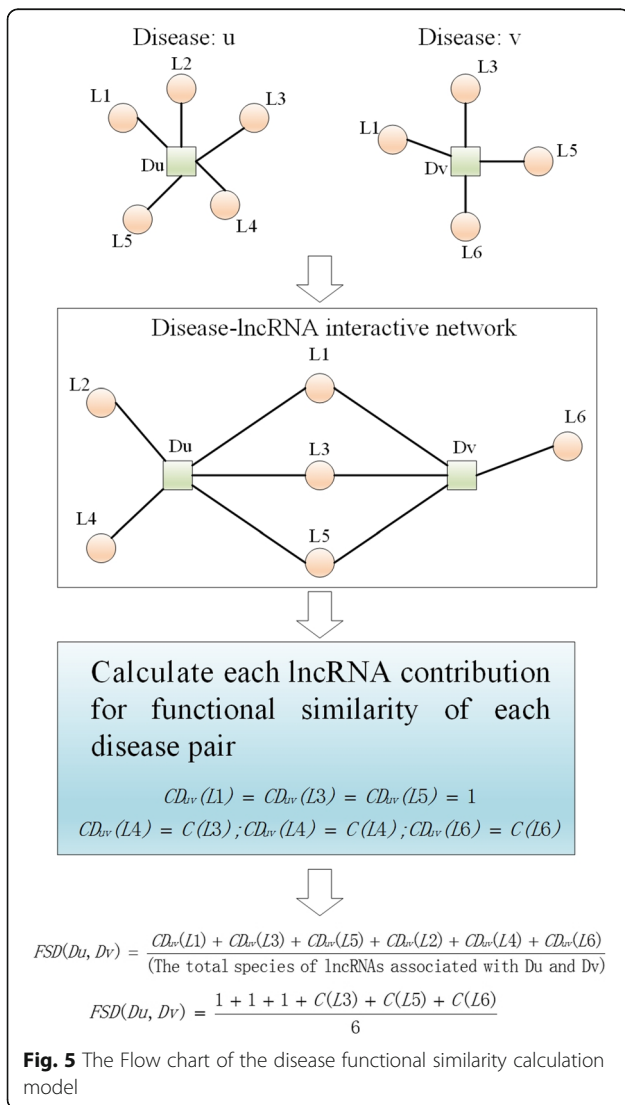 Disease: u
Disease: v
L1
L2
L3
Du
L5
L4
L3
L1
L5
Dv
L6
Disease-lncRNA interactive network
L2
L1
L6
Du
L3
Dv
L4
L5
Calculate each lncRNA contribution
for functional similarity of each
disease pair
CDuv(L1) = CDuv(L3) = CDuv(L5) = 1
CDuv(L4) = C(L3);CDuv(L4) = C(L4);CDuv(L6) = C(L6)
FSD(Du, Dv) = CDuv(L1) + CDuv(L3) + CDuv(L5) + CDuv(L2) + CDuv(L4) + CDuv(L6)
(The total species of lncRNAs associated with Du and Dv)
FSD(Du, Dv) = 1 + 1 + 1 + C(L3) + C(L5) + C(L6)
6
Fig. 5 The Flow chart of the disease functional similarity calculation
model